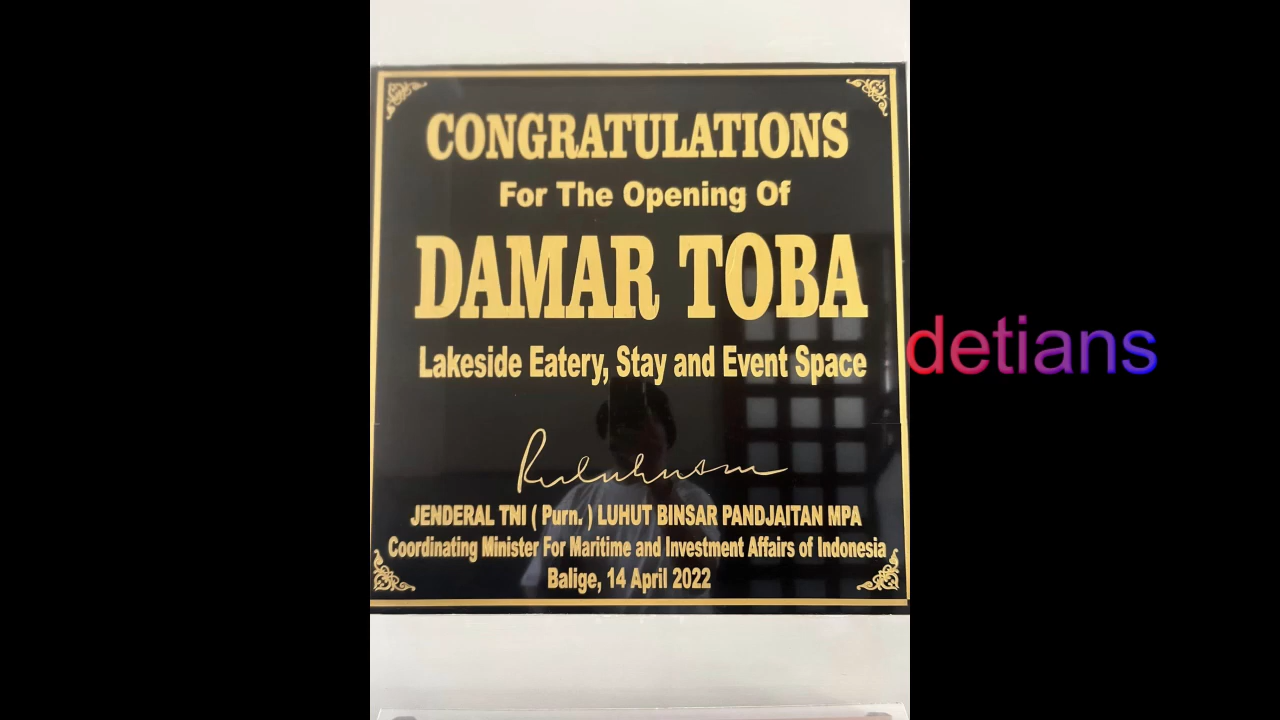 CONGRATULATIONS
For The Opening Of
DAMAR TOBA
Lakeside Eatery, Stay and Event Space
JENDERAL TNI ( Purn. ) LUHUT BINSAR PANDJAITAN MPA
Coordinating Minister For Maritime and Investment Affairs of Indonesia
Balige, 14 April 2022
detians